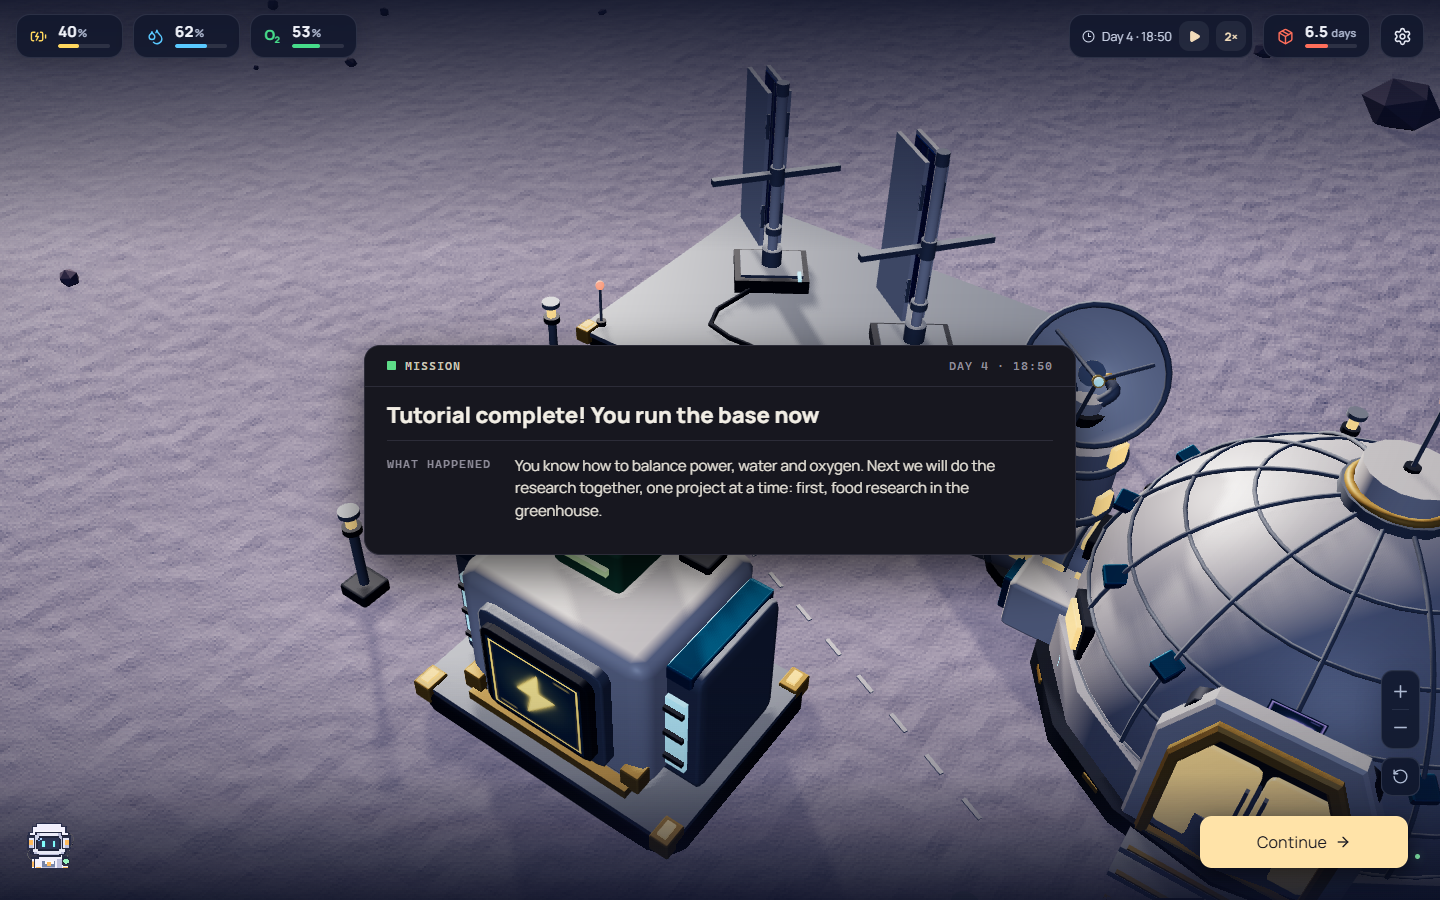 40%
62%
O₂ 53%
Day 4 · 18:50
2×
6.5 days
MISSION
DAY 4 · 18:50
Tutorial complete! You run the base now
WHAT HAPPENED
You know how to balance power, water and oxygen. Next we will do the
research together, one project at a time: first, food research in the
greenhouse.
Continue →